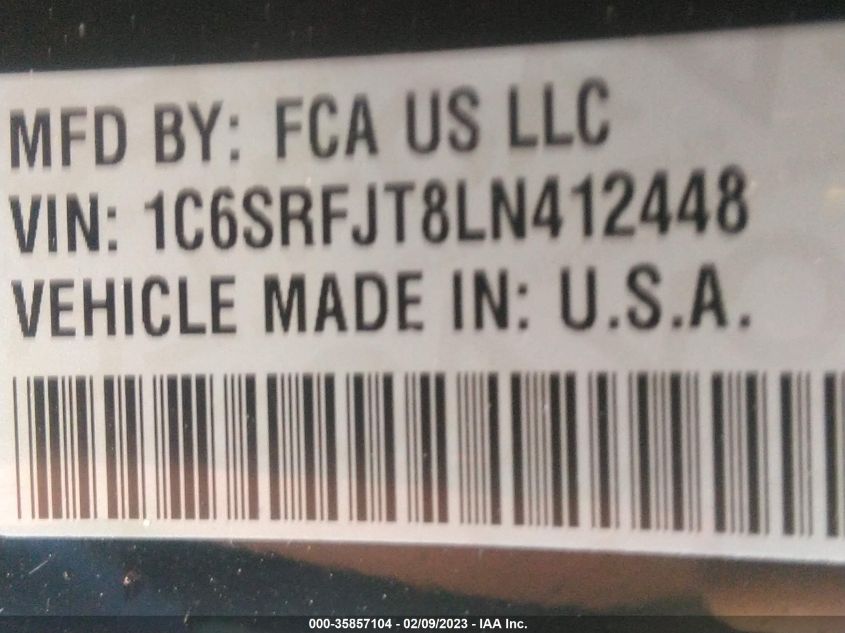 MFD BY: FCA US LLC
VIN: 1C6SRFJT8LN412448
VEHICLE MADE IN: U.S.A.
000-35857104 - 02/09/2023 - IAA Inc.